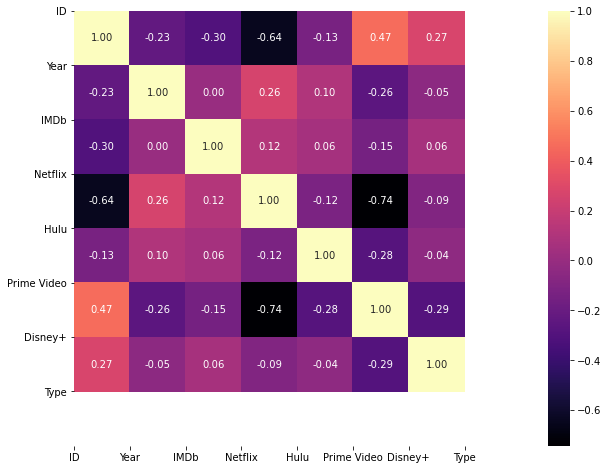 ID
1.00 -0.23 -0.30 -0.64 -0.13 0.47 0.27
Year
-0.23 1.00 0.00 0.26 0.10 -0.26 -0.05
IMDb
-0.30 0.00 1.00 0.12 0.06 -0.15 0.06
Netflix
-0.64 0.26 0.12 1.00 -0.12 -0.74 -0.09
Hulu
-0.13 0.10 0.06 -0.12 1.00 -0.28 -0.04
Prime Video
0.47 -0.26 -0.15 -0.74 -0.28 1.00 -0.29
Disney+
0.27 -0.05 0.06 -0.09 -0.04 -0.29 1.00
Type
ID Year IMDb Netflix Hulu Prime Video Disney+ Type
1.0
0.8
0.6
0.4
0.2
0.0
−0.2
−0.4
−0.6